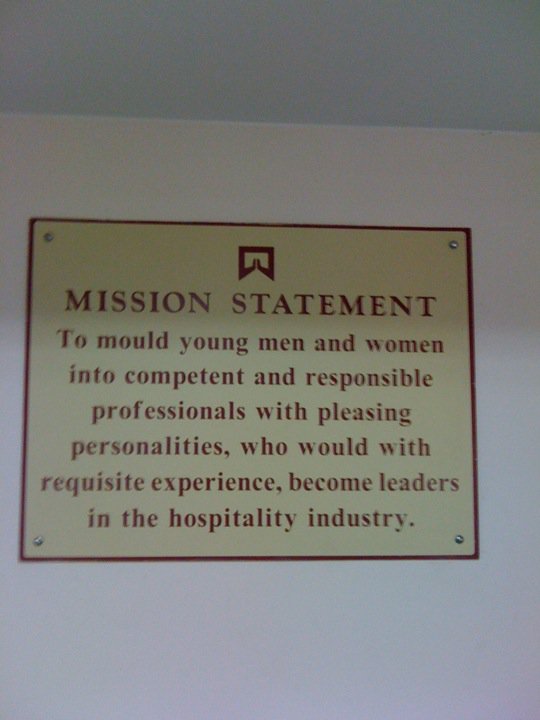 MISSION STATEMENT
To mould young men and women
into competent and responsible
professionals with pleasing
personalities, who would with
requisite experience, become leaders
in the hospitality industry.